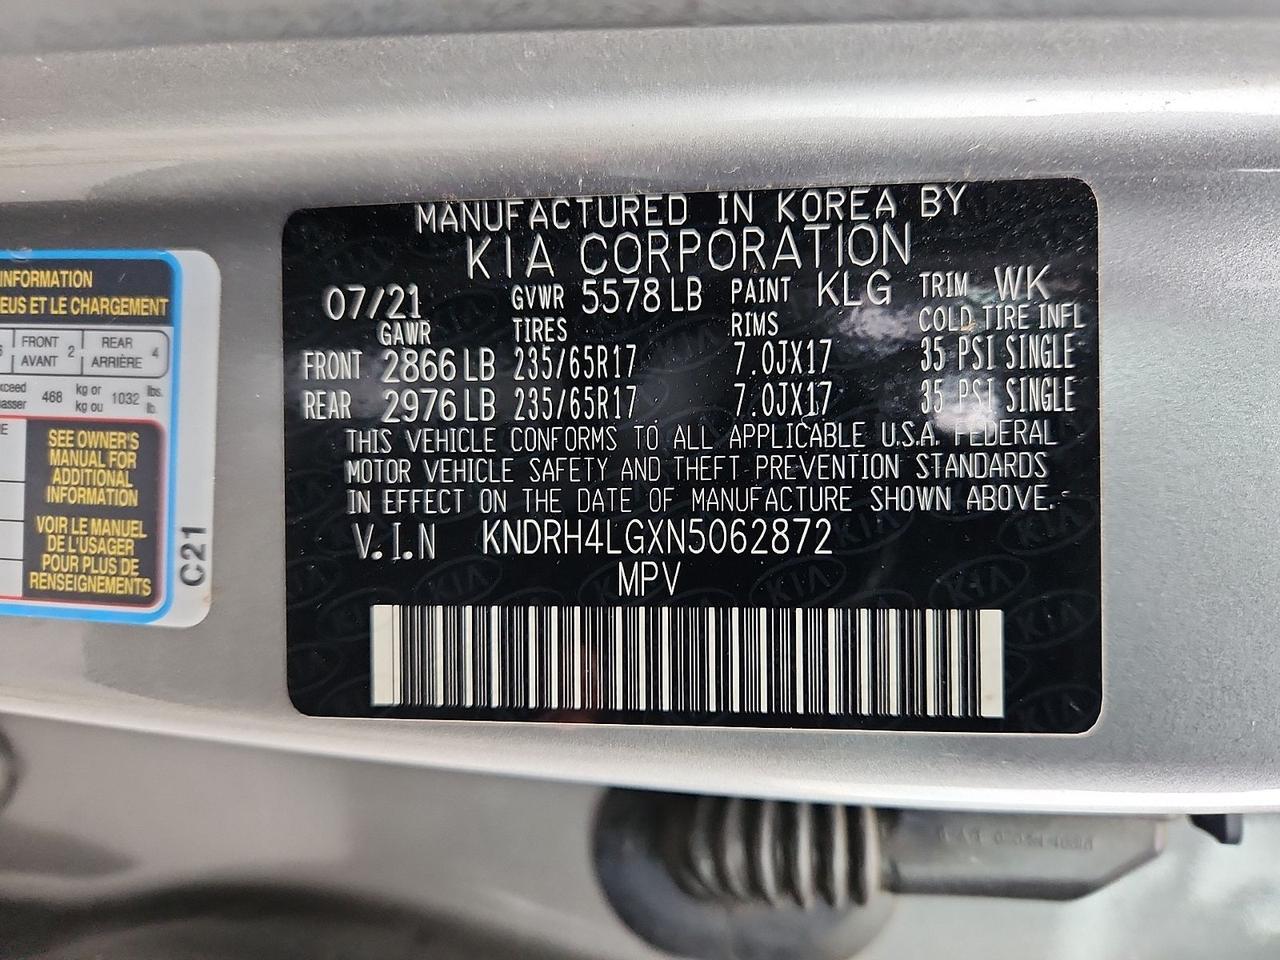 MANUFACTURED IN KOREA BY
KIA CORPORATION
07/21 GVWR 5578 LB PAINT KLG TRIM WK
GAWR TIRES RIMS COLD TIRE INFL
FRONT 2866 LB 235/65R17 7.0JX17 35 PSI SINGLE
REAR 2976 LB 235/65R17 7.0JX17 35 PSI SINGLE
THIS VEHICLE CONFORMS TO ALL APPLICABLE U.S.A. FEDERAL
MOTOR VEHICLE SAFETY AND THEFT PREVENTION STANDARDS
IN EFFECT ON THE DATE OF MANUFACTURE SHOWN ABOVE.
V.I.N KNDRH4LGXN5062872
MPV
INFORMATION
EUS ET LE CHARGEMENT
FRONT 2 REAR 4
AVANT ARRIÈRE
xceed 468 kg or 1032 lbs.
asser kg ou lb.
SEE OWNER'S
MANUAL FOR
ADDITIONAL
INFORMATION
VOIR LE MANUEL
DE L'USAGER
POUR PLUS DE
RENSEIGNEMENTS
C21